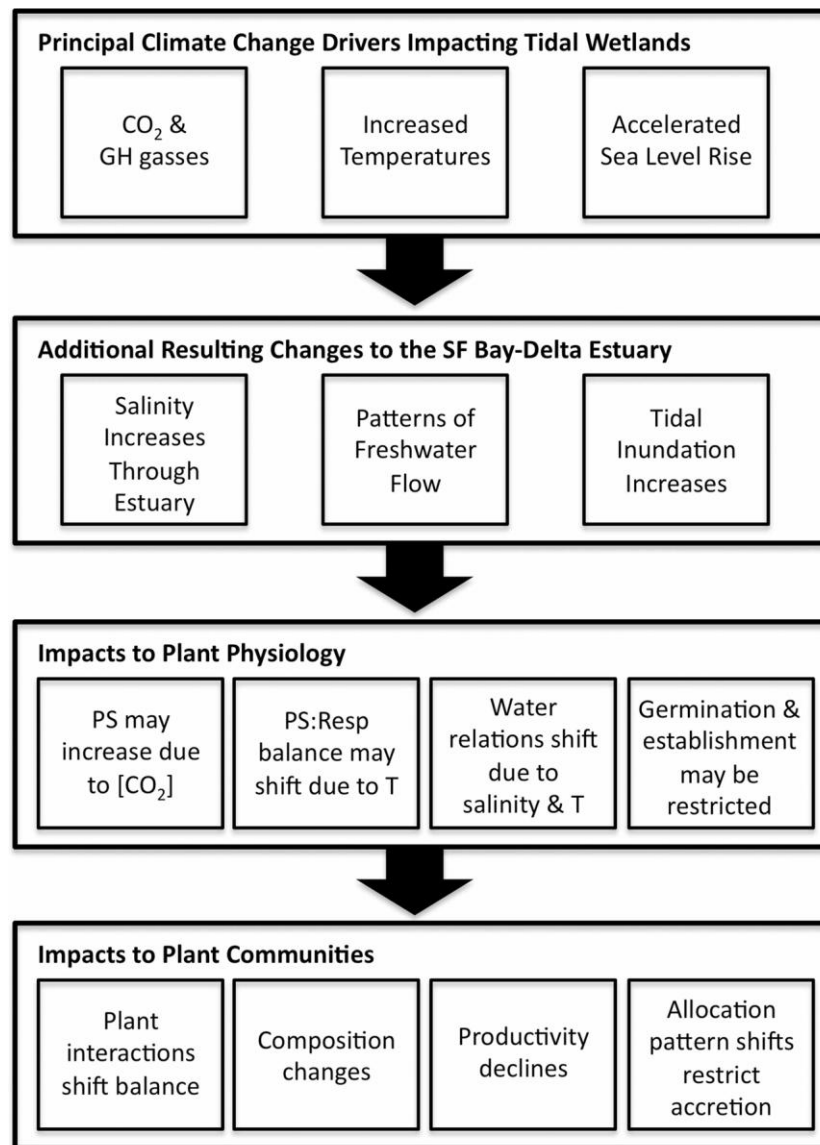 Principal Climate Change Drivers Impacting Tidal Wetlands
CO₂ &
GH gasses
Increased
Temperatures
Accelerated
Sea Level Rise
Additional Resulting Changes to the SF Bay-Delta Estuary
Salinity
Increases
Through
Estuary
Patterns of
Freshwater
Flow
Tidal
Inundation
Increases
Impacts to Plant Physiology
PS may
increase due
to [CO₂]
PS:Resp
balance may
shift due to T
Water
relations shift
due to
salinity & T
Germination &
establishment
may be
restricted
Impacts to Plant Communities
Plant
interactions
shift balance
Composition
changes
Productivity
declines
Allocation
pattern shifts
restrict
accretion